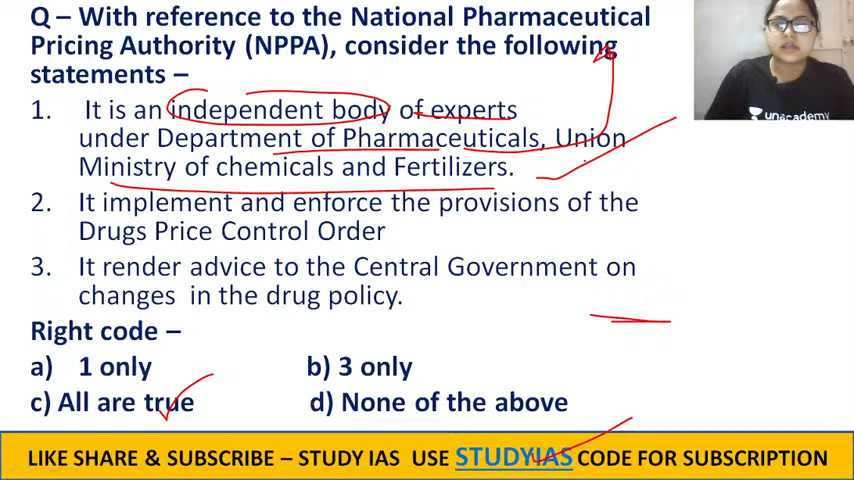 Q – With reference to the National Pharmaceutical
Pricing Authority (NPPA), consider the following
statements –
1. It is an independent body of experts
under Department of Pharmaceuticals, Union
Ministry of chemicals and Fertilizers.
2. It implement and enforce the provisions of the
Drugs Price Control Order
3. It render advice to the Central Government on
changes in the drug policy.
Right code –
a) 1 only b) 3 only
c) All are true d) None of the above
LIKE SHARE & SUBSCRIBE – STUDY IAS USE STUDYIAS CODE FOR SUBSCRIPTION
unacademy